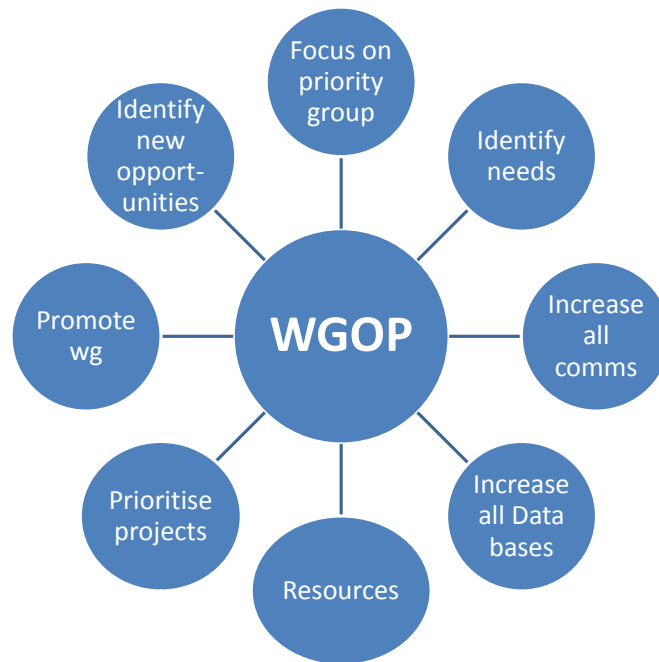 Focus on
priority
group
Identify
needs
Increase
all
comms
Increase
all Data
bases
Resources
Prioritise
projects
Promote
wg
Identify
new
opport-
unities
WGOP